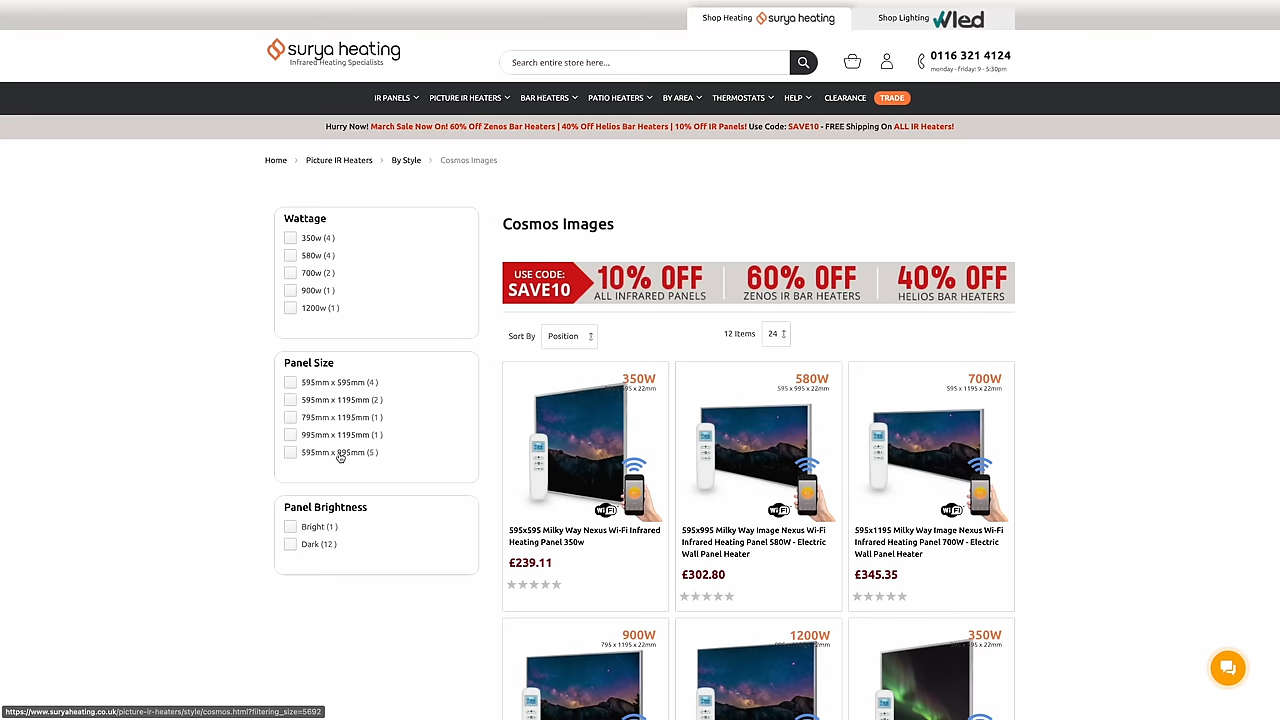 Shop Heating surya heating
Shop Lighting Wled
surya heating
Infrared Heating Specialists
Search entire store here...
0116 321 4124
monday - friday: 9 - 5:30pm
IR PANELS PICTURE IR HEATERS BAR HEATERS PATIO HEATERS BY AREA THERMOSTATS HELP CLEARANCE TRADE
Hurry Now! March Sale Now On! 60% Off Zenos Bar Heaters | 40% Off Helios Bar Heaters | 10% Off IR Panels! Use Code: SAVE10 - FREE Shipping On ALL IR Heaters!
Home > Picture IR Heaters > By Style > Cosmos Images
Wattage
350w (4)
580w (4)
700w (2)
900w (1)
1200w (1)
Panel Size
595mm x 595mm (4)
595mm x 1195mm (2)
795mm x 1195mm (1)
995mm x 1195mm (1)
595mm x 995mm (5)
Panel Brightness
Bright (1)
Dark (12)
Cosmos Images
USE CODE:
SAVE10
10% OFF
ALL INFRARED PANELS
60% OFF
ZENOS IR BAR HEATERS
40% OFF
HELIOS BAR HEATERS
Sort By Position
12 Items 24
350W
WiFi
595x595 Milky Way Nexus Wi-Fi Infrared
Heating Panel 350w
£239.11
580W
595 x 995 x 22mm
WiFi
595x995 Milky Way Image Nexus Wi-Fi
Infrared Heating Panel 580W - Electric
Wall Panel Heater
£302.80
700W
595 x 1195 x 22mm
WiFi
595x1195 Milky Way Image Nexus Wi-Fi
Infrared Heating Panel 700W - Electric
Wall Panel Heater
£345.35
900W
795 x 1195 x 22mm
1200W
350W
https://www.suryaheating.co.uk/picture-ir-heaters/style/cosmos.html?filtering_size=5692